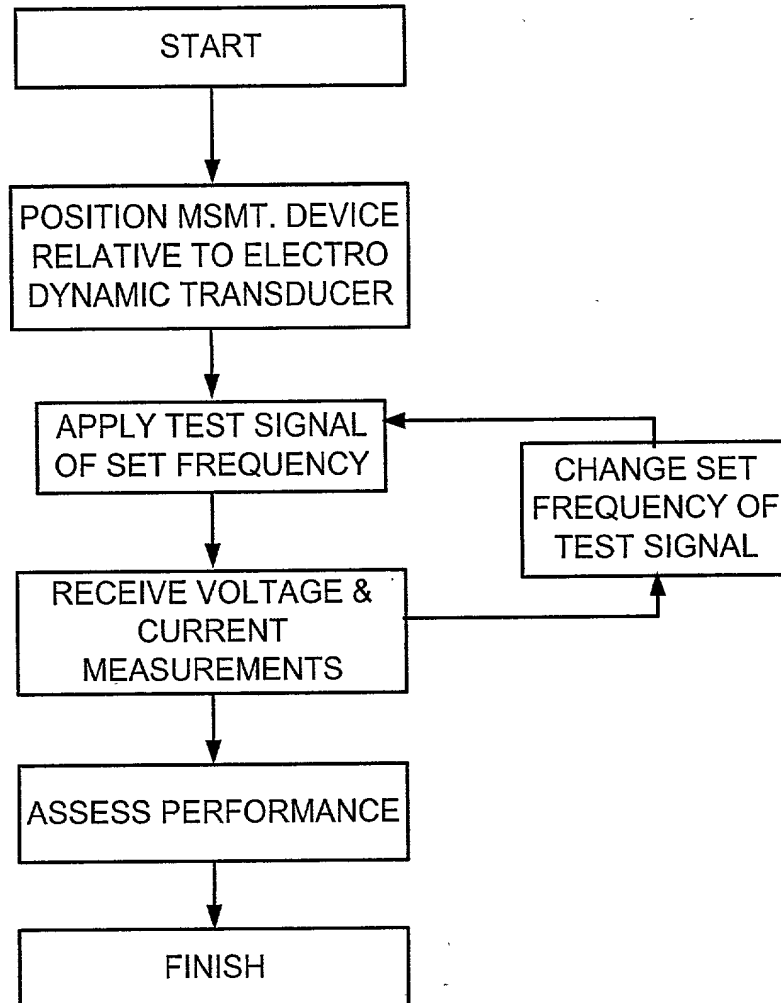 START
POSITION MSMT. DEVICE
RELATIVE TO ELECTRO
DYNAMIC TRANSDUCER
APPLY TEST SIGNAL
OF SET FREQUENCY
CHANGE SET
FREQUENCY OF
TEST SIGNAL
RECEIVE VOLTAGE &
CURRENT
MEASUREMENTS
ASSESS PERFORMANCE
FINISH